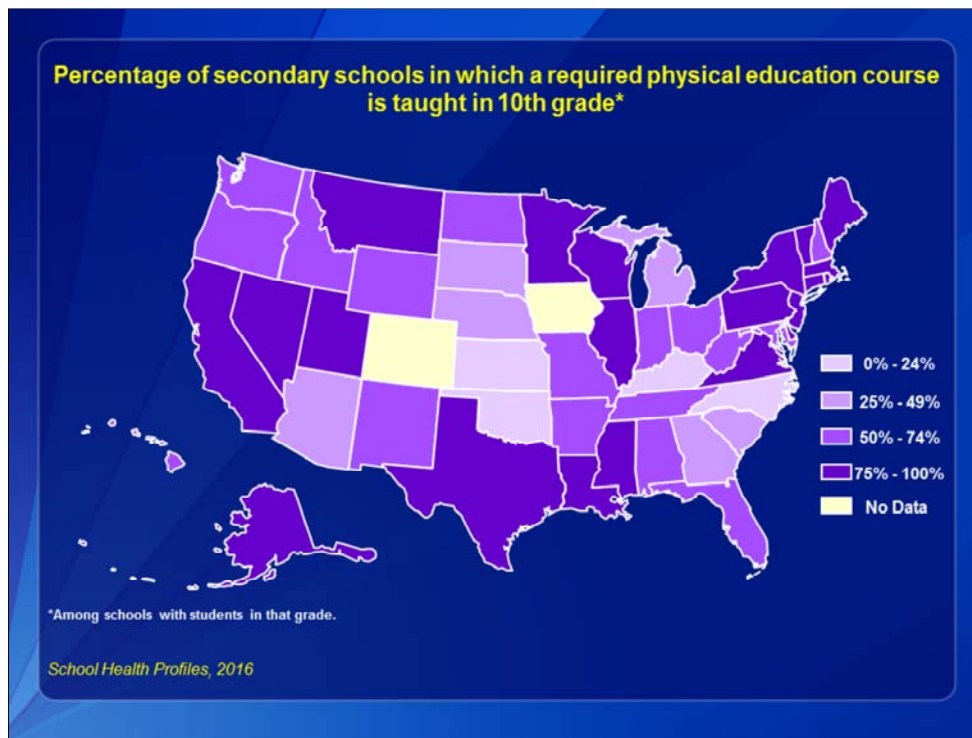 Percentage of secondary schools in which a required physical education course
is taught in 10th grade*
0% - 24%
25% - 49%
50% - 74%
75% - 100%
No Data
*Among schools with students in that grade.
School Health Profiles, 2016